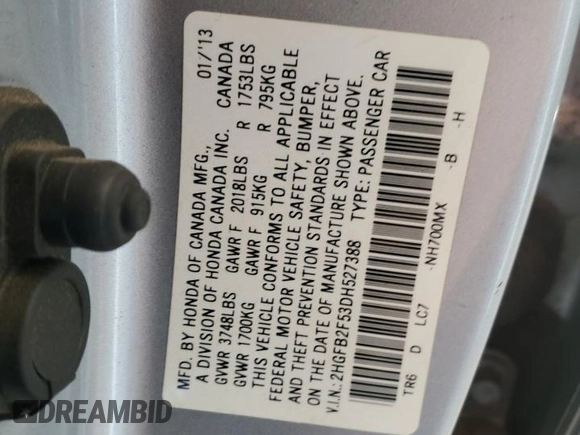 MFD. BY HONDA OF CANADA MFG., 01/'13
A DIVISION OF HONDA CANADA INC. CANADA
GVWR 3748LBS GAWR F 2018LBS R 1753LBS
GVWR 1700KG GAWR F 915KG R 795KG
THIS VEHICLE CONFORMS TO ALL APPLICABLE
FEDERAL MOTOR VEHICLE SAFETY, BUMPER,
AND THEFT PREVENTION STANDARDS IN EFFECT
ON THE DATE OF MANUFACTURE SHOWN ABOVE.
V.I.N.: 2HGFB2F53DH527388 TYPE: PASSENGER CAR
TR6 D LC7 -NH700MX -B -H
DREAMBID